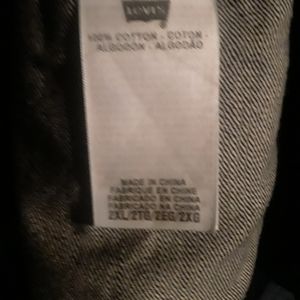 LEVI'S
100% COTTON - COTON -
ALGODON - ALGODÃO
MADE IN CHINA
FABRIQUE EN CHINE
FABRICADO EN CHINA
FABRICADO NA CHINA
2XL/2TG/2EG/2XG